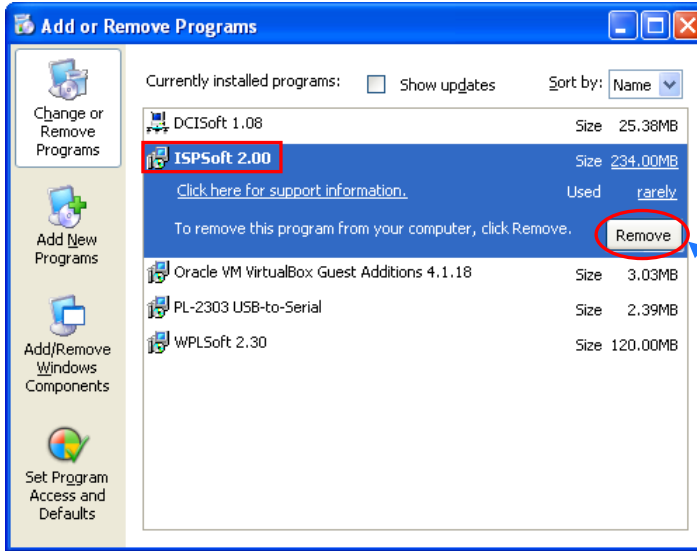 Add or Remove Programs
Change or
Remove
Programs
Add New
Programs
Add/Remove
Windows
Components
Set Program
Access and
Defaults
Currently installed programs: Show updates Sort by: Name
DCISoft 1.08 Size 25.38MB
ISPSoft 2.00 Size 234.00MB
Click here for support information. Used rarely
To remove this program from your computer, click Remove. Remove
Oracle VM VirtualBox Guest Additions 4.1.18 Size 3.03MB
PL-2303 USB-to-Serial Size 2.39MB
WPLSoft 2.30 Size 120.00MB